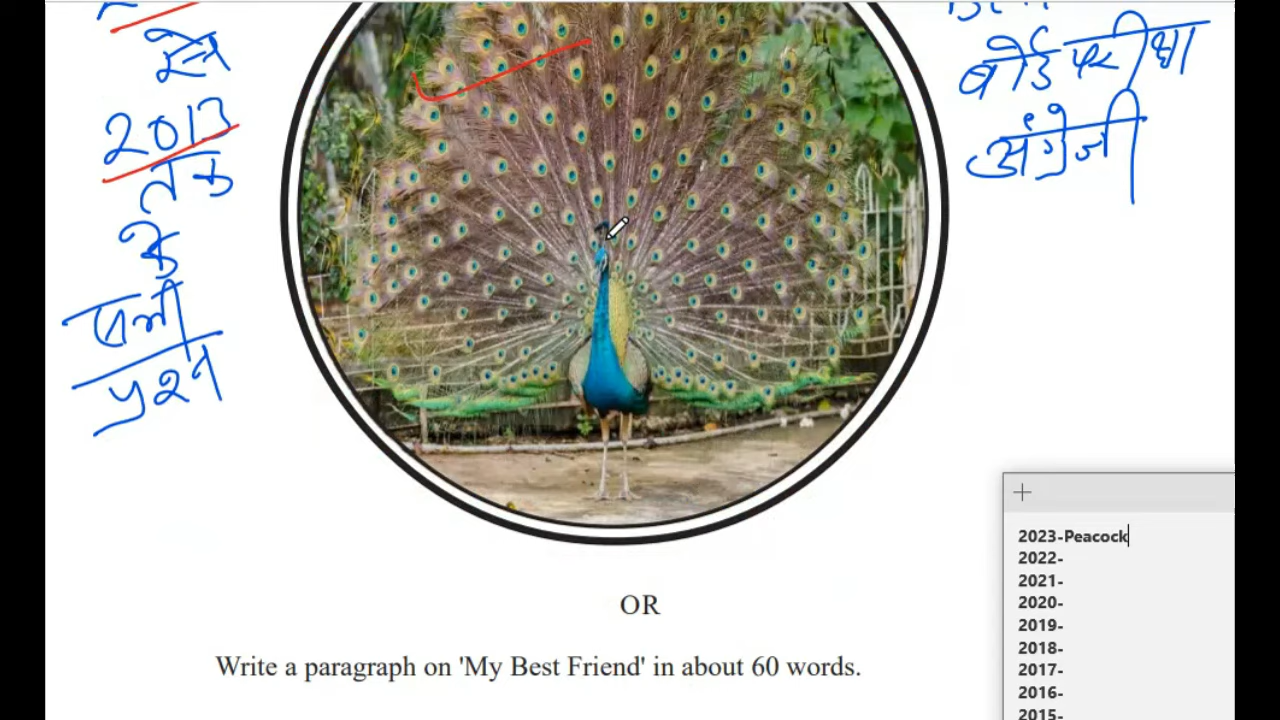 से
2013
तक
के
सभी
प्रश्न
बोर्ड परीक्षा
अंग्रेजी
OR
Write a paragraph on 'My Best Friend' in about 60 words.
2023-Peacock
2022-
2021-
2020-
2019-
2018-
2017-
2016-
2015-